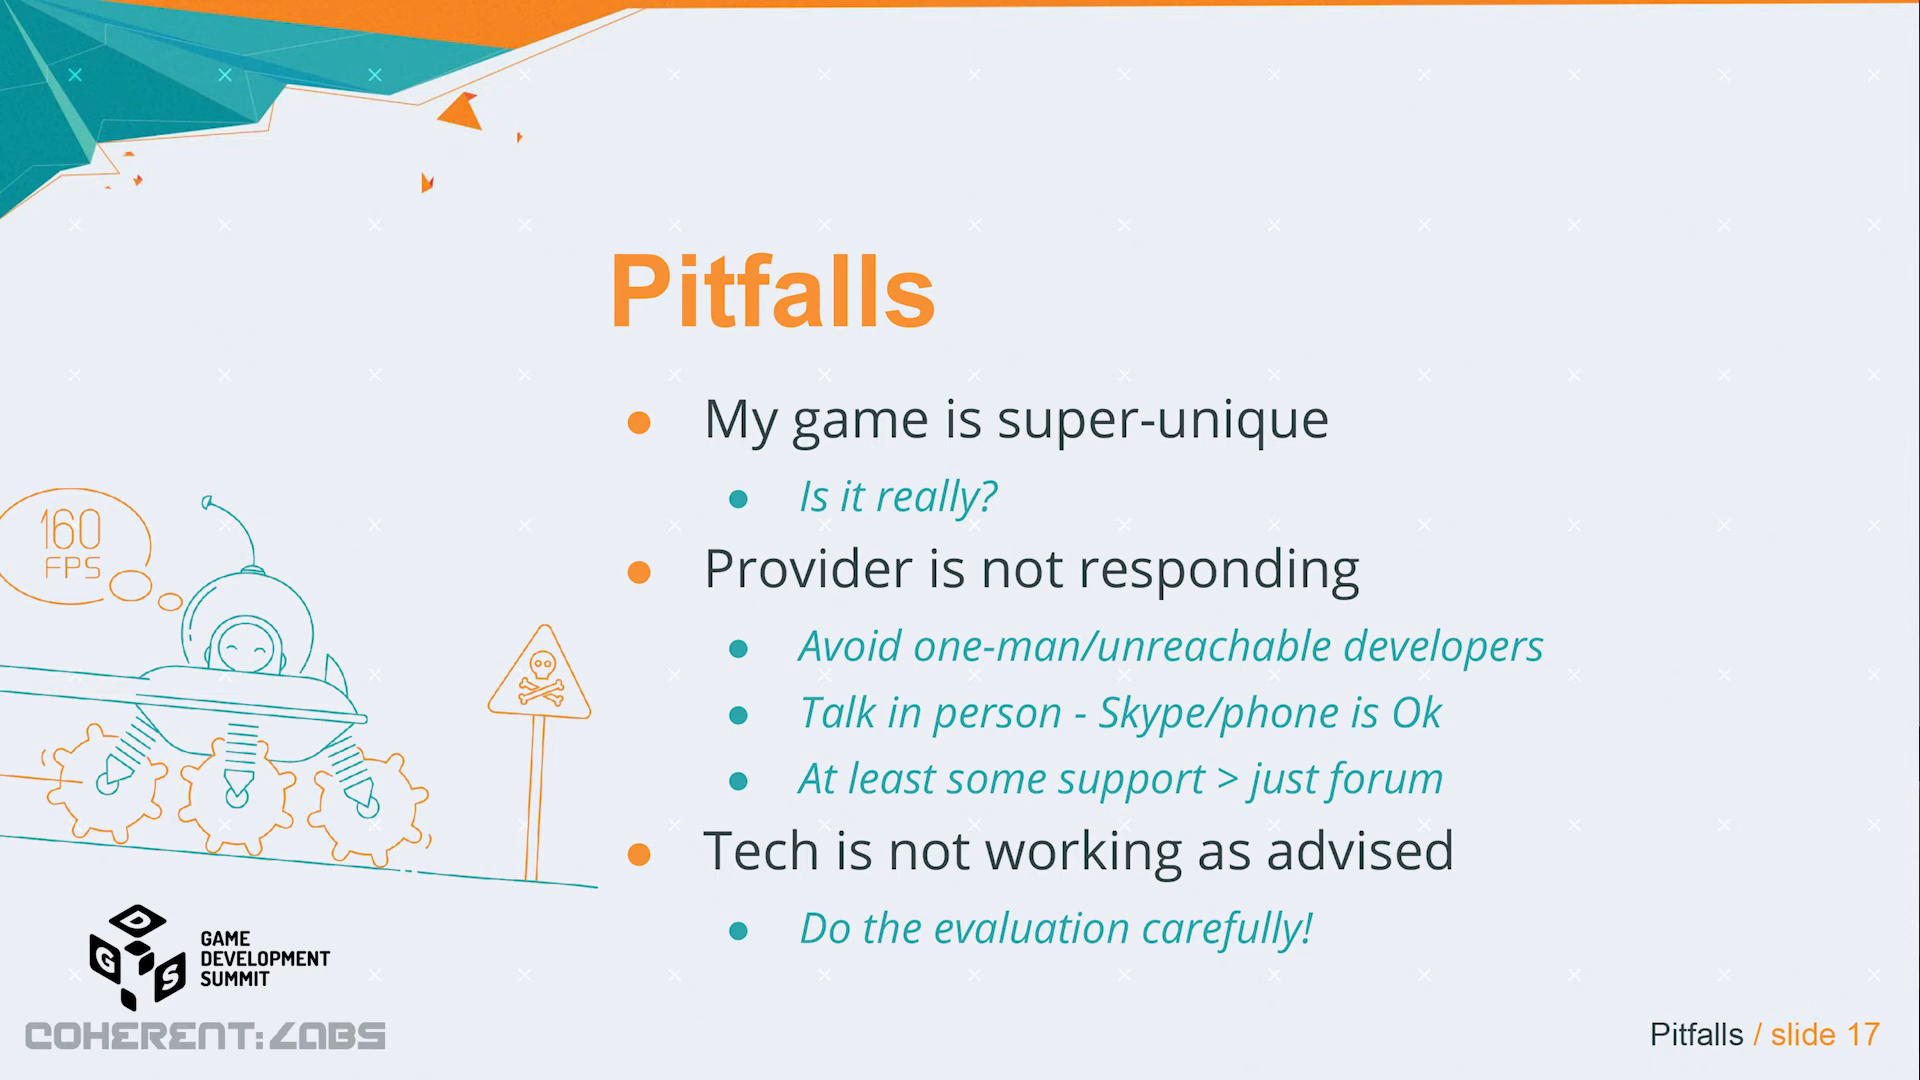 Pitfalls
My game is super-unique
Is it really?
Provider is not responding
Avoid one-man/unreachable developers
Talk in person - Skype/phone is Ok
At least some support > just forum
Tech is not working as advised
Do the evaluation carefully!
160
FPS
D
G
S
GAME
DEVELOPMENT
SUMMIT
COHERENT:LABS
Pitfalls / slide 17